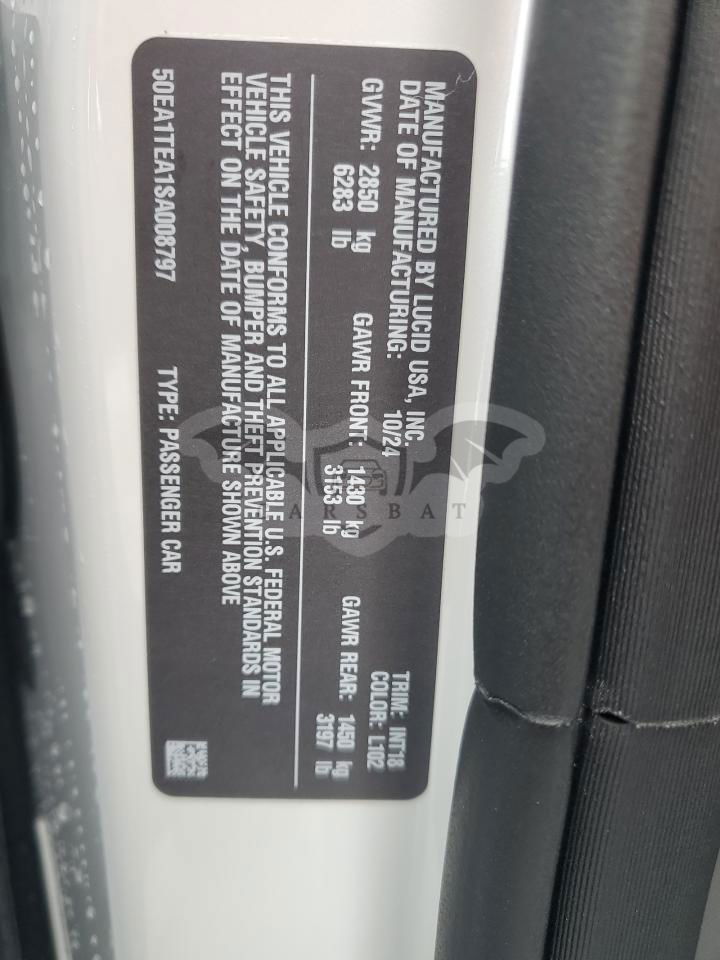 MANUFACTURED BY LUCID USA, INC.
DATE OF MANUFACTURING: 10/24
TRIM: INT18
COLOR: L102
GVWR: 2850 kg GAWR FRONT: 1430 kg GAWR REAR: 1450 kg
6283 lb 3153 lb 3197 lb
THIS VEHICLE CONFORMS TO ALL APPLICABLE U.S. FEDERAL MOTOR
VEHICLE SAFETY, BUMPER AND THEFT PREVENTION STANDARDS IN
EFFECT ON THE DATE OF MANUFACTURE SHOWN ABOVE
50EA1TEA1SA008797 TYPE: PASSENGER CAR
CARSBAT